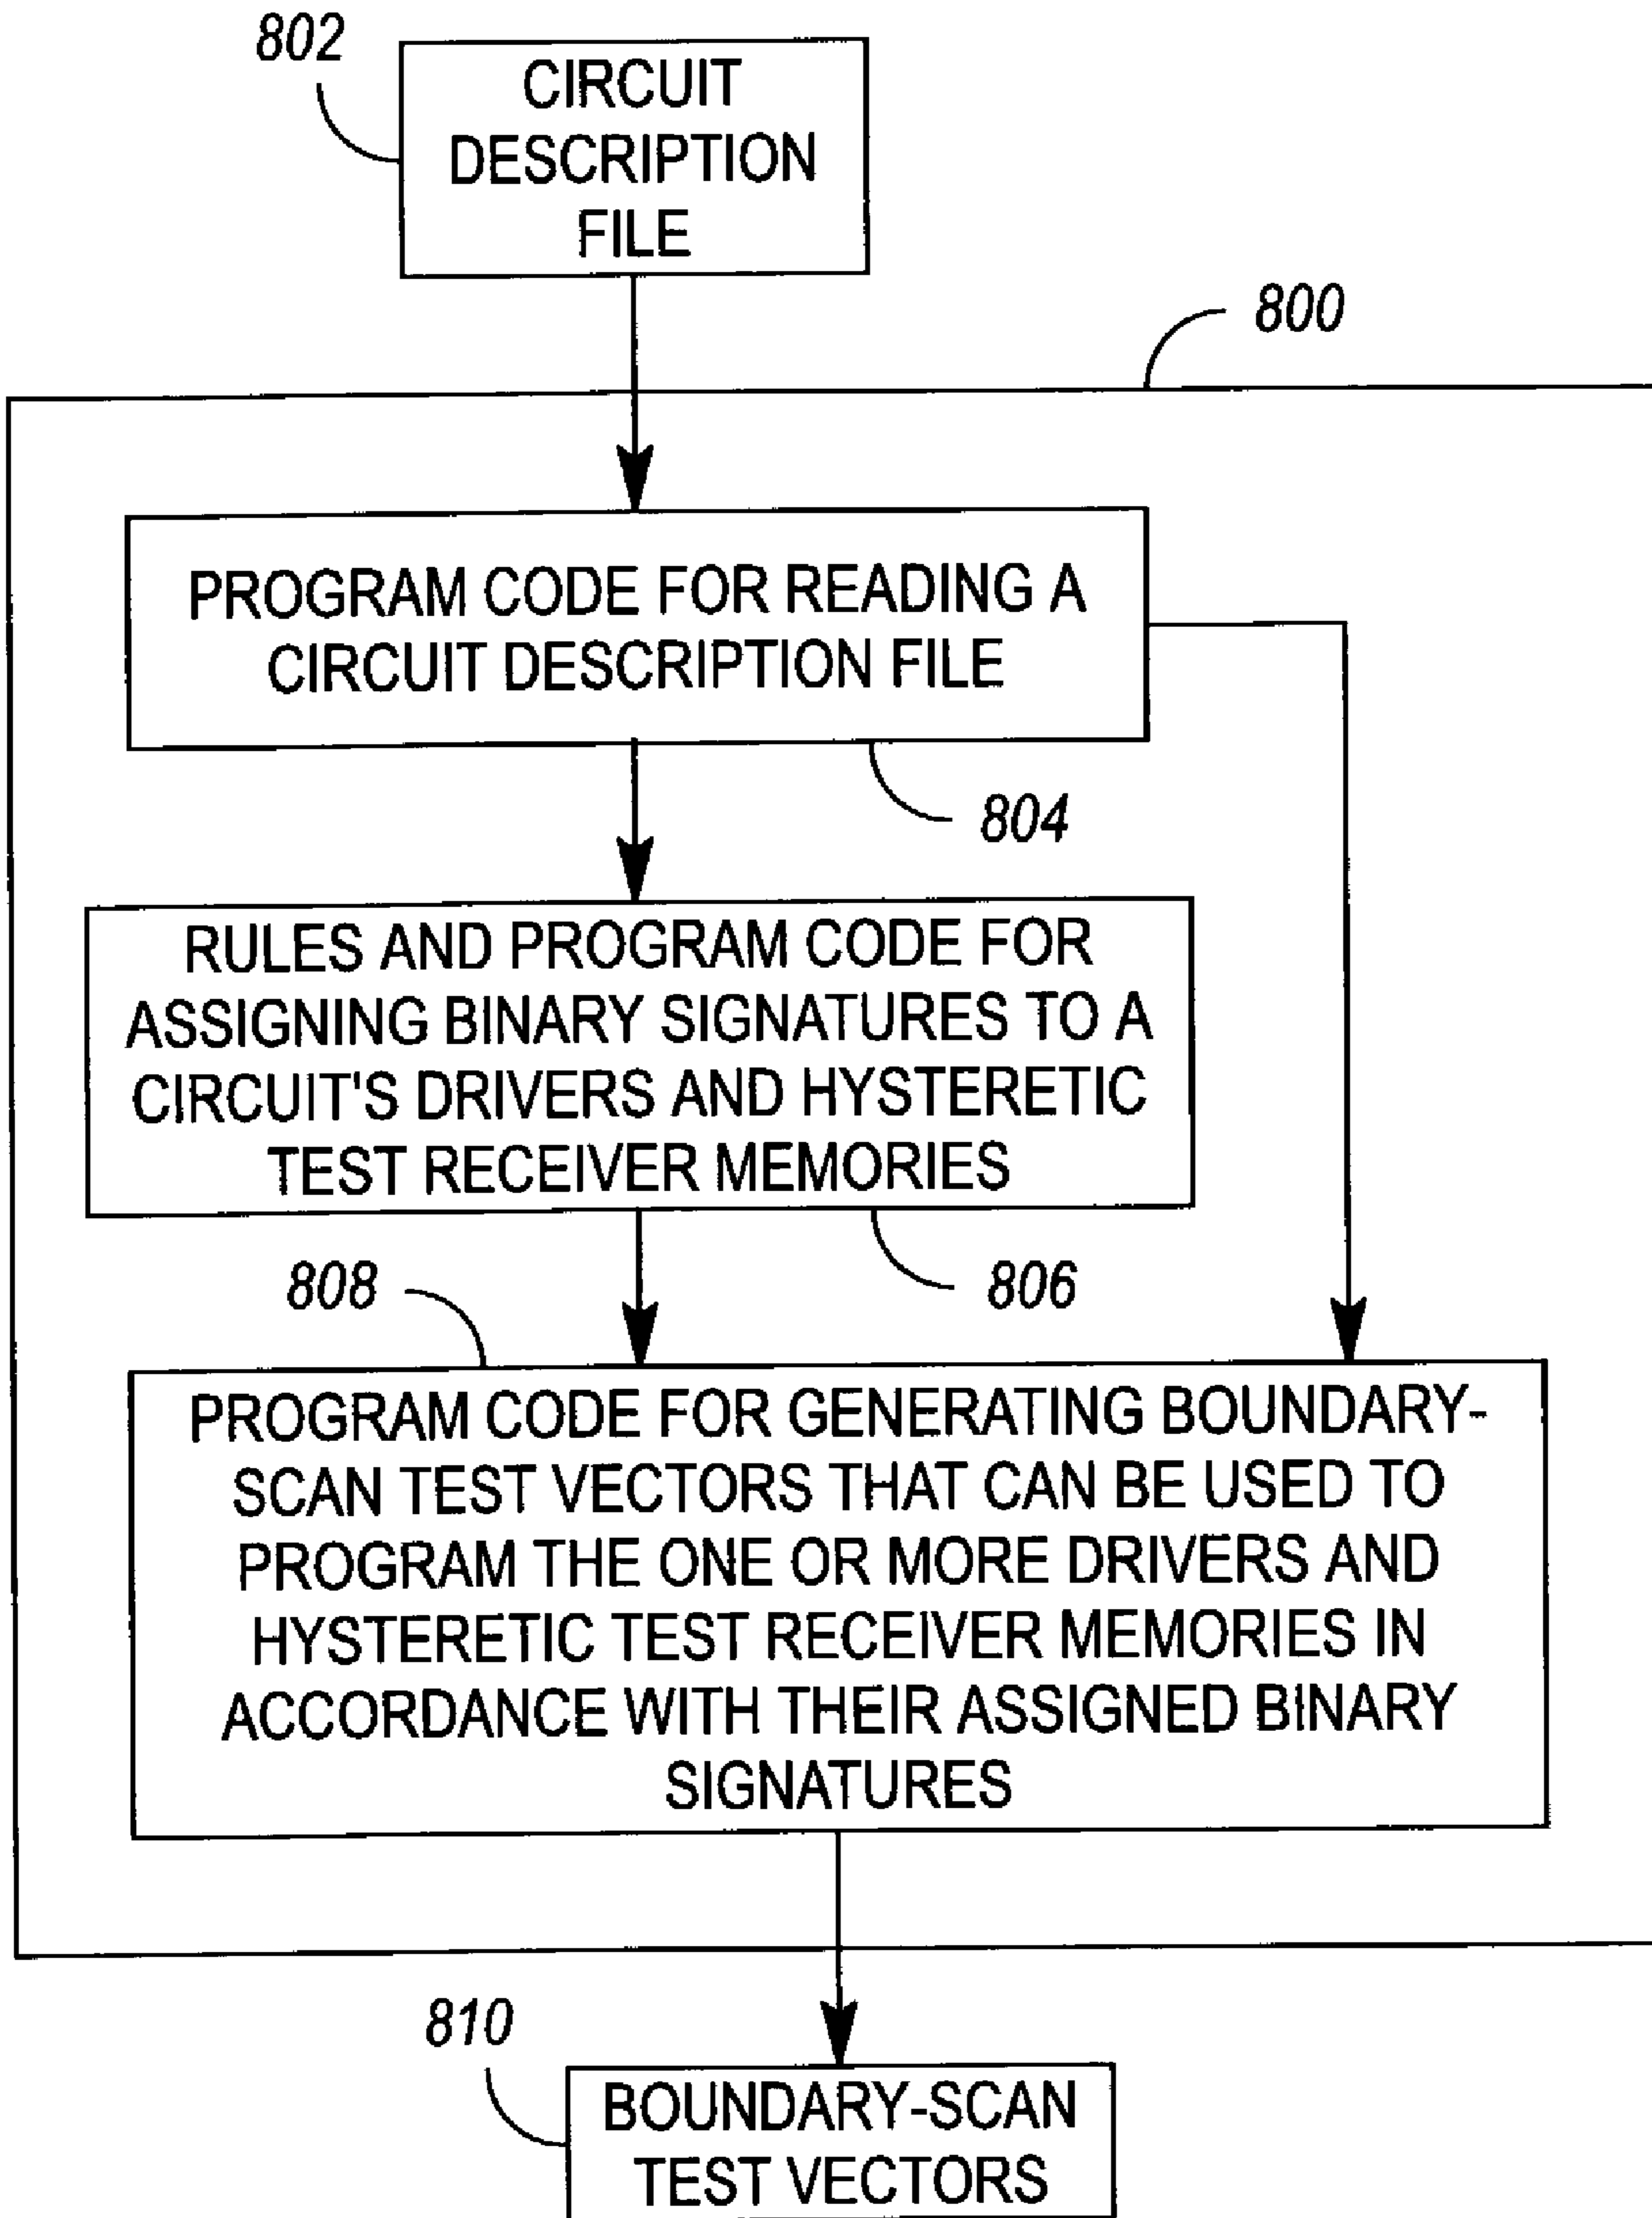 802
CIRCUIT
DESCRIPTION
FILE
800
PROGRAM CODE FOR READING A
CIRCUIT DESCRIPTION FILE
804
RULES AND PROGRAM CODE FOR
ASSIGNING BINARY SIGNATURES TO A
CIRCUIT'S DRIVERS AND HYSTERETIC
TEST RECEIVER MEMORIES
806
808
PROGRAM CODE FOR GENERATING BOUNDARY-
SCAN TEST VECTORS THAT CAN BE USED TO
PROGRAM THE ONE OR MORE DRIVERS AND
HYSTERETIC TEST RECEIVER MEMORIES IN
ACCORDANCE WITH THEIR ASSIGNED BINARY
SIGNATURES
810
BOUNDARY-SCAN
TEST VECTORS